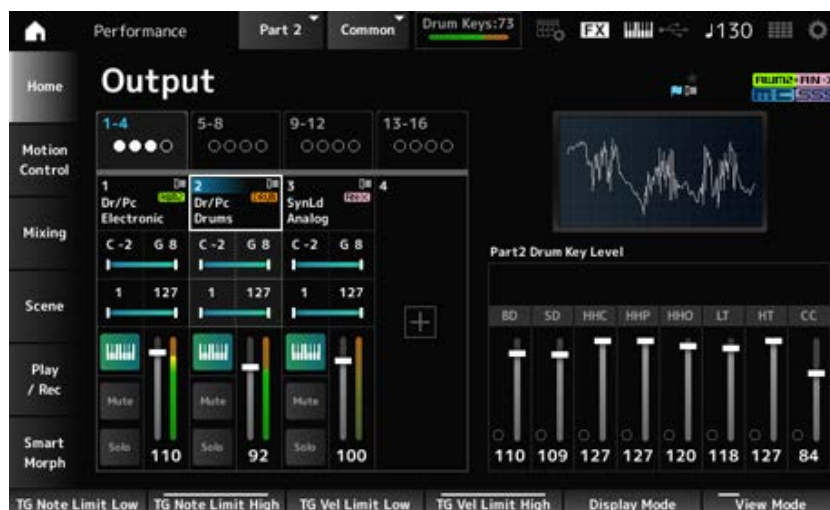 Performance Part 2 Common Drum Keys:73 FX ♩130
Home
Output
Motion
Control
Mixing
Scene
Play
/ Rec
Smart
Morph
1-4 5-8 9-12 13-16
1 2 3 4
Dr/Pc Dr/Pc SynLd
Electronic Drums Analog
AWM2 DRUM AN-X
C -2 G 8 C -2 G 8 C -2 G 8
1 127 1 127 1 127
Mute Mute Mute
Solo Solo Solo
110 92 100
AWM2+AN-X
Part2 Drum Key Level
BD SD HHC HHP HHO LT HT CC
110 109 127 127 120 118 127 84
TG Note Limit Low TG Note Limit High TG Vel Limit Low TG Vel Limit High Display Mode View Mode